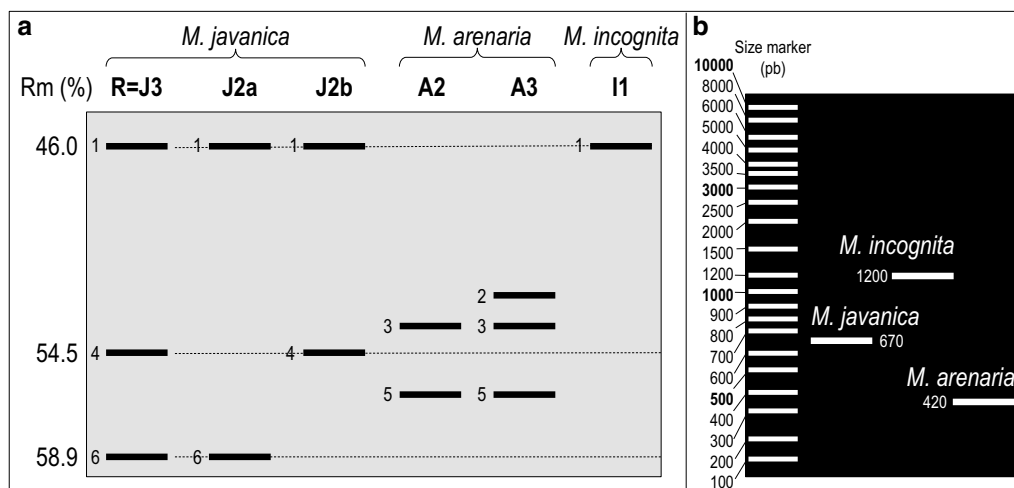 a
M. javanica M. arenaria M. incognita
Rm (%) R=J3 J2a J2b A2 A3 I1
46.0 1 1 1 1
2
3 3
54.5 4 4
5 5
58.9 6 6
b
Size marker
(pb)
10000
8000
6000
5000
4000
3500
3000
2500
2000
1500
1200
1000
900
800
700
600
500
400
300
200
100
M. incognita
1200
M. javanica
670
M. arenaria
420